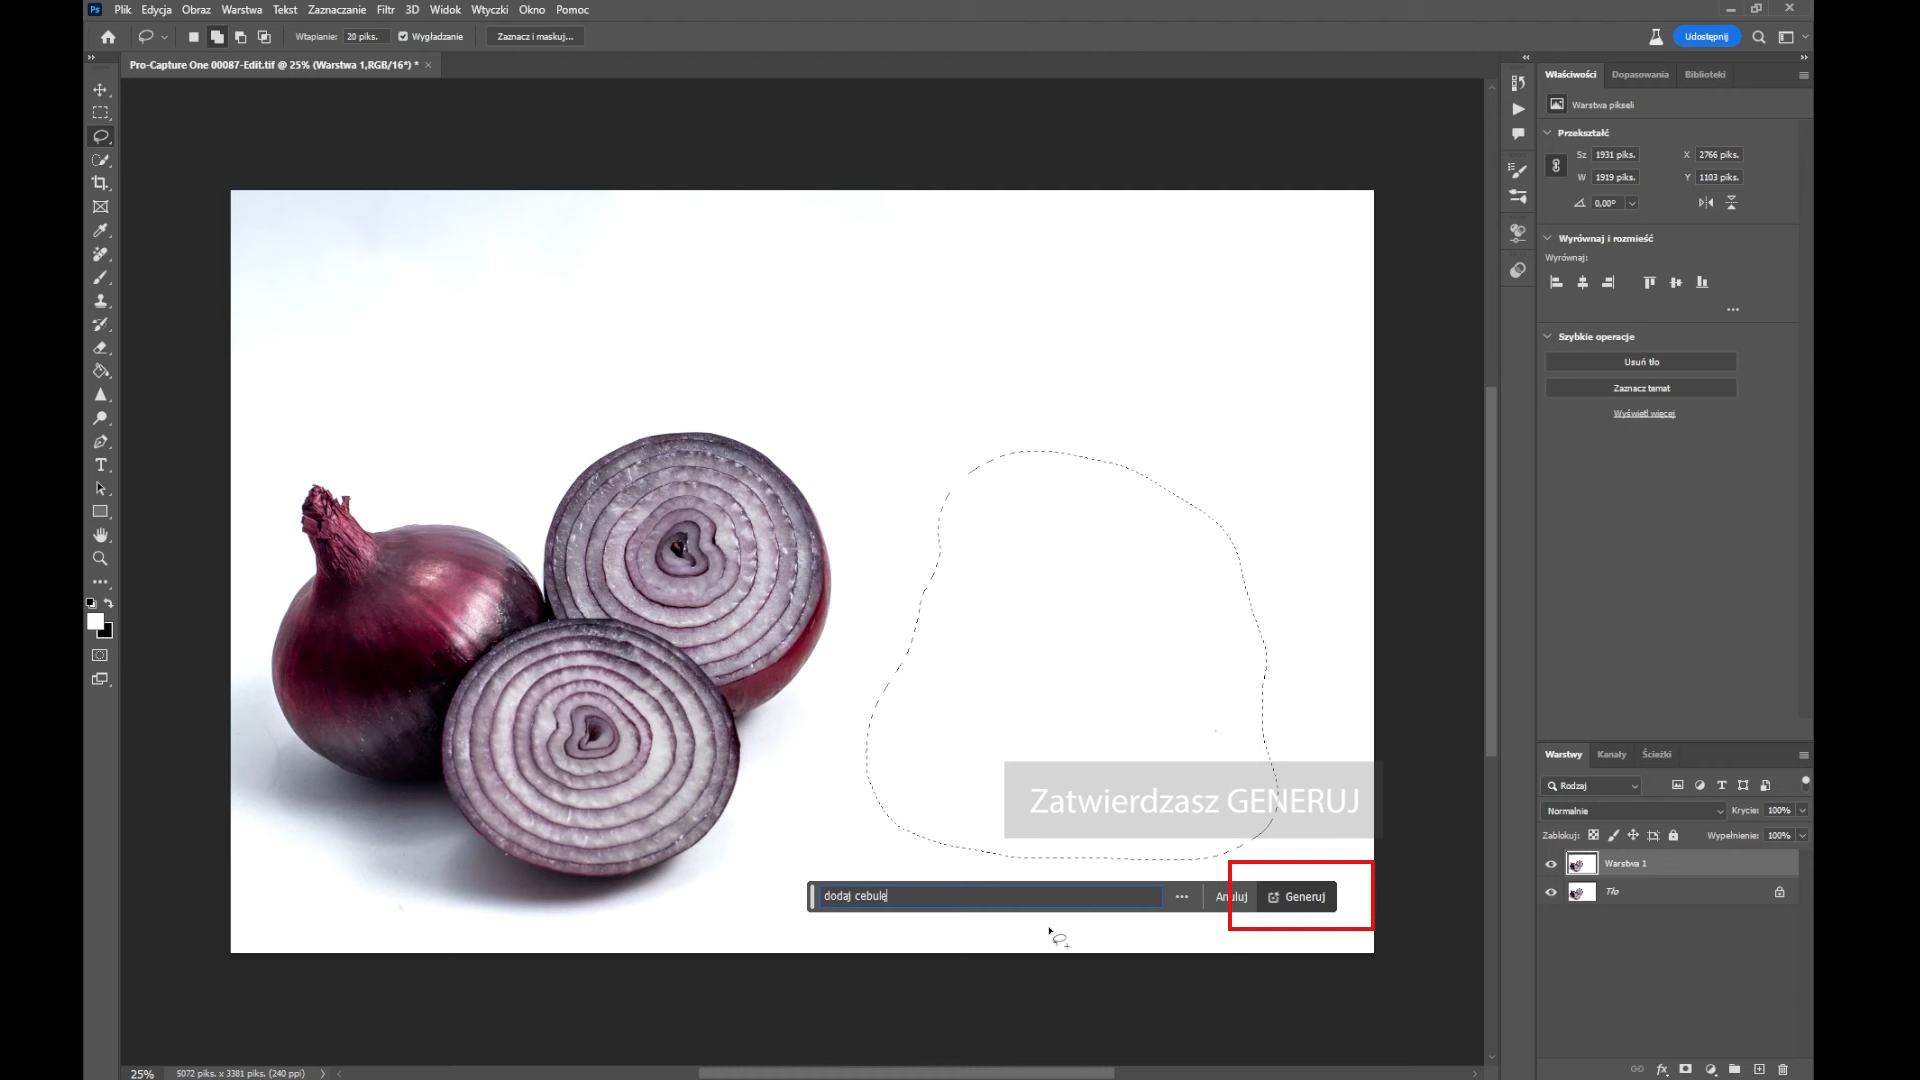 Ps Plik Edycja Obraz Warstwa Tekst Zaznaczanie Filtr 3D Widok Wtyczki Okno Pomoc
Wtapianie: 20 piks. Wygładzanie Zaznacz i maskuj... Udostępnij
Pro-Capture One 00087-Edit.tif @ 25% (Warstwa 1,RGB/16*) *
Właściwości Dopasowania Biblioteki
Warstwa pikseli
Przekształć
Sz 1931 piks. X 2766 piks.
W 1919 piks. Y 1103 piks.
0,00°
Wyrównaj i rozmieść
Wyrównaj:
Szybkie operacje
Usuń tło
Zaznacz temat
Wyświetl więcej
Zatwierdzasz GENERUJ
dodaj cebulę ... Anuluj Generuj
Warstwy Kanały Ścieżki
Rodzaj
Normalnie Krycie: 100%
Zablokuj: Wypełnienie: 100%
Warstwa 1
Tło
fx
25% 5072 piks. x 3381 piks. (240 ppi)